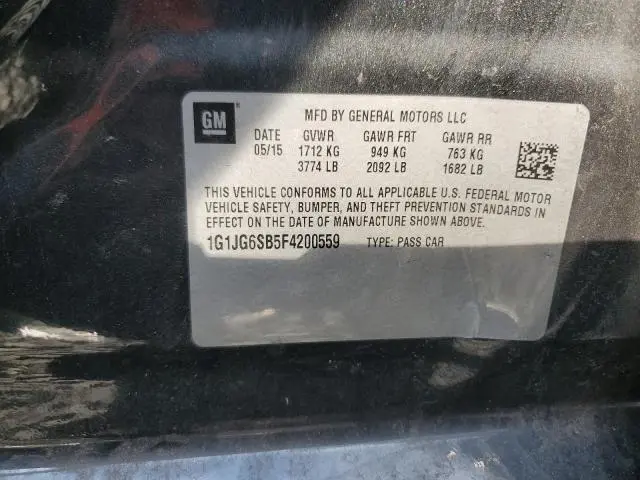 GM
MFD BY GENERAL MOTORS LLC
DATE GVWR GAWR FRT GAWR RR
05/15 1712 KG 949 KG 763 KG
3774 LB 2092 LB 1682 LB
THIS VEHICLE CONFORMS TO ALL APPLICABLE U.S. FEDERAL MOTOR
VEHICLE SAFETY, BUMPER, AND THEFT PREVENTION STANDARDS IN
EFFECT ON THE DATE OF MANUFACTURE SHOWN ABOVE.
1G1JG6SB5F4200559 TYPE: PASS CAR